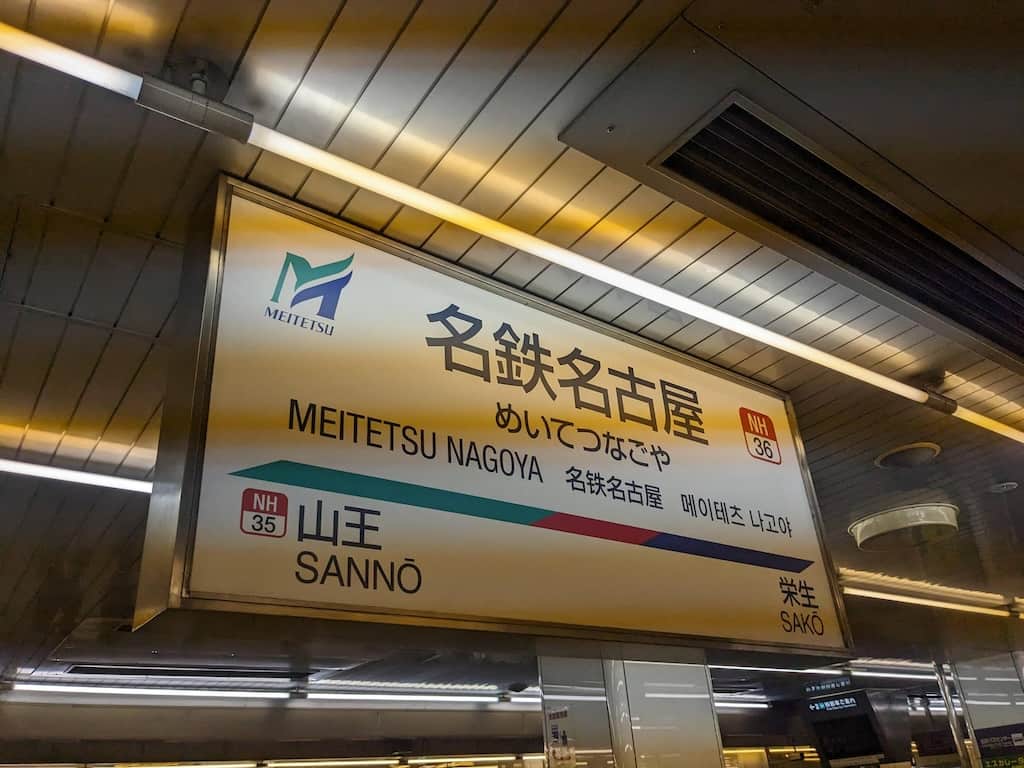 MEITETSU
名鉄名古屋
めいてつなごや
NH
36
MEITETSU NAGOYA
名铁名古屋
메이테츠 나고야
NH
35
山王
SANNŌ
栄生
SAKŌ